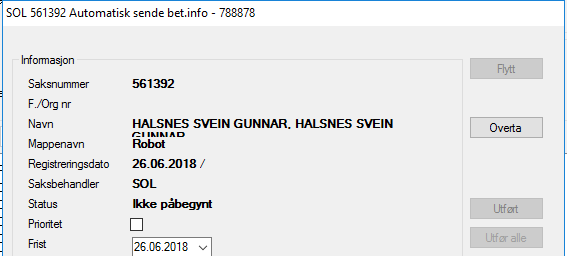 SOL 561392 Automatisk sende bet.info - 788878
Informasjon
Flytt
Saksnummer 561392
F./Org nr
Navn HALSNES SVEIN GUNNAR, HALSNES SVEIN
GUNNAR
Overta
Mappenavn Robot
Registreringsdato 26.06.2018 /
Saksbehandler SOL
Status Ikke påbegynt
Utført
Prioritet
Utfør alle
Frist 26.06.2018